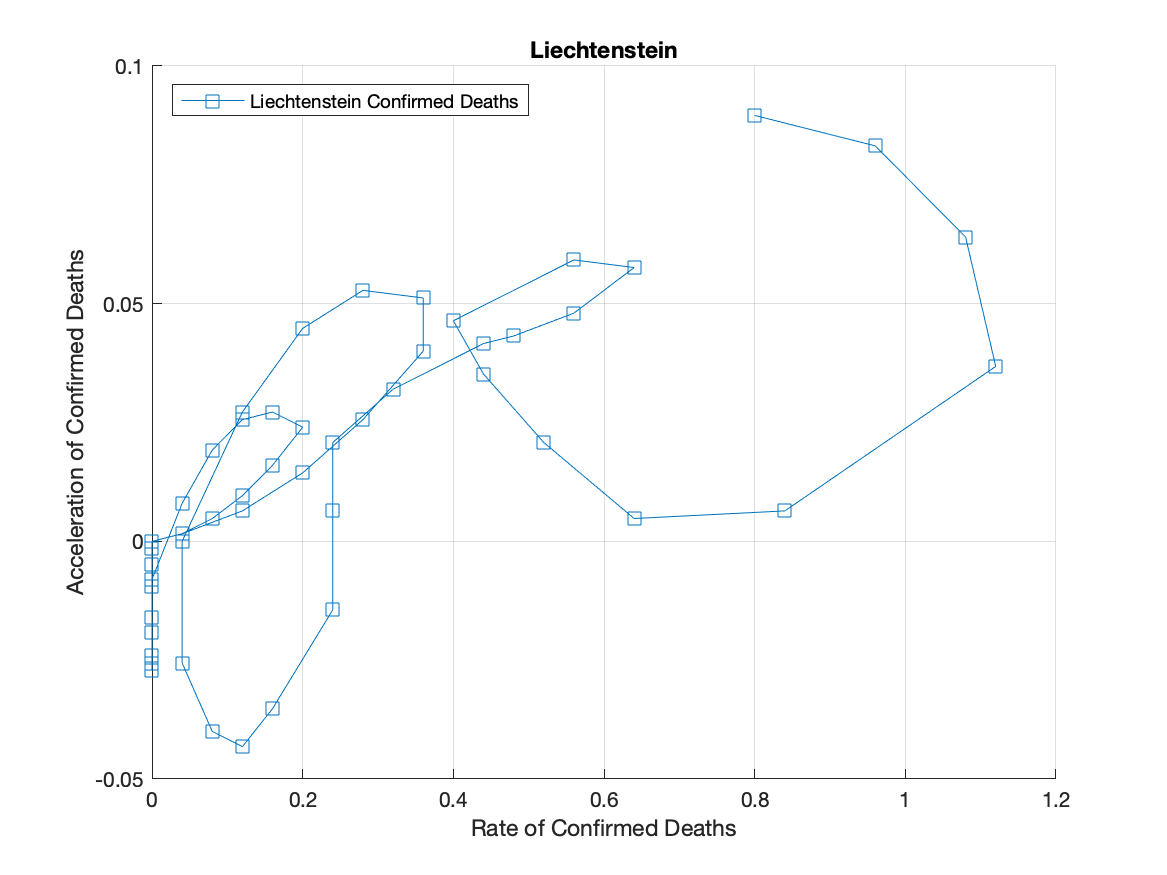 Liechtenstein
Liechtenstein Confirmed Deaths
Acceleration of Confirmed Deaths
0.1
0.05
0
-0.05
0
0.2
0.4
0.6
0.8
1
1.2
Rate of Confirmed Deaths